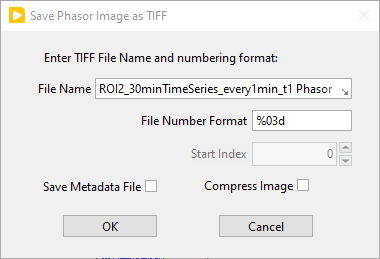 Save Phasor Image as TIFF
Enter TIFF File Name and numbering format:
File Name ROI2_30minTimeSeries_every1min_t1 Phasor
File Number Format %03d
Start Index 0
Save Metadata File Compress Image
OK Cancel